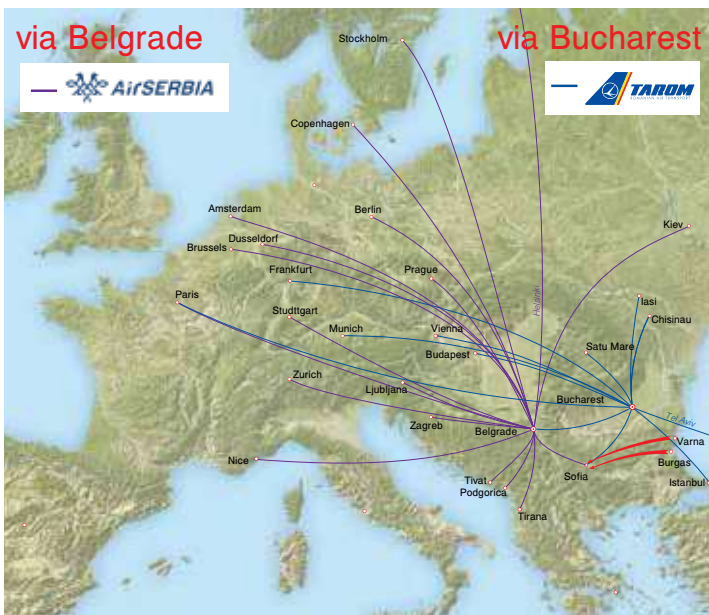 via Belgrade
via Bucharest
AirSERBIA
TAROM
ROMANIAN AIR TRANSPORT
Stockholm
Copenhagen
Amsterdam
Berlin
Kiev
Dusseldorf
Brussels
Frankfurt
Prague
Helsinki
Paris
Iasi
Studttgart
Chisinau
Munich
Vienna
Satu Mare
Budapest
Zurich
Ljubljana
Bucharest
Tel Aviv
Zagreb
Belgrade
Varna
Nice
Burgas
Sofia
Tivat
Istanbul
Podgorica
Tirana